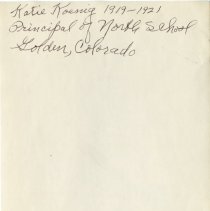 Katie Koenig 1919-1921
Principal of North School
Golden, Colorado